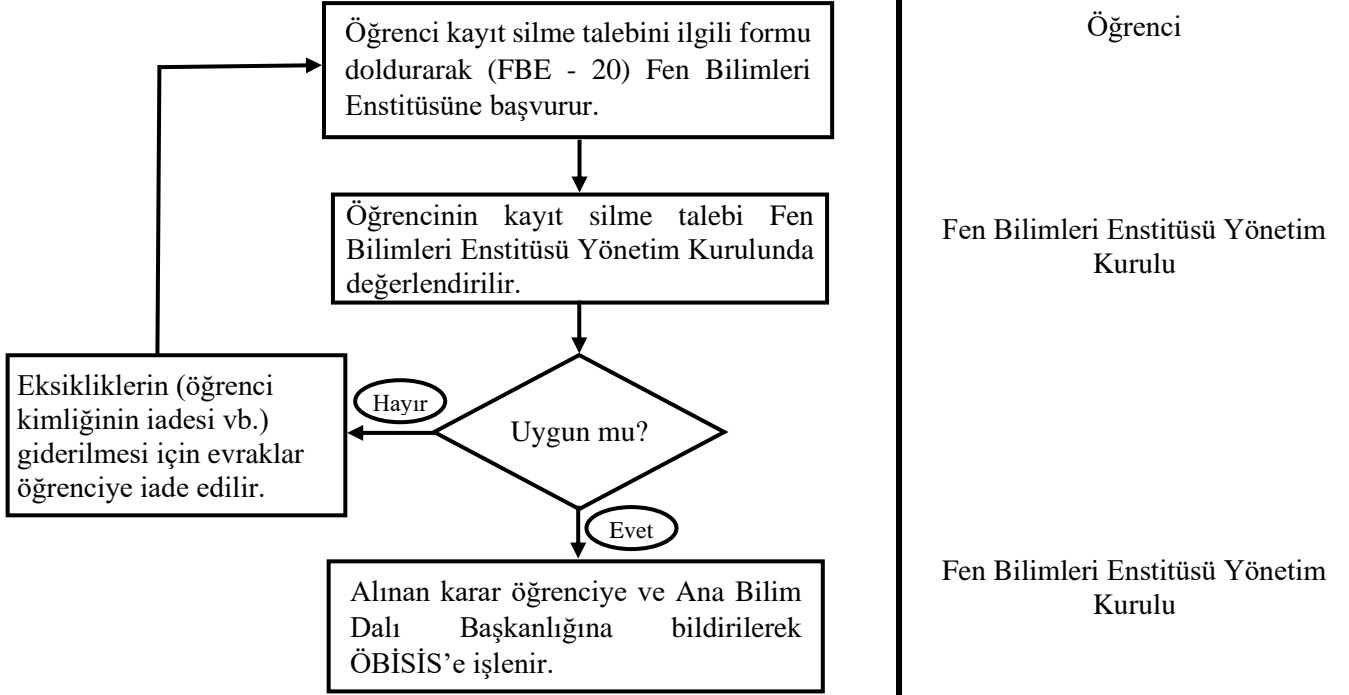 Öğrenci kayıt silme talebini ilgili formu
doldurarak (FBE - 20) Fen Bilimleri
Enstitüsüne başvurur.
Öğrenci
Öğrencinin kayıt silme talebi Fen
Bilimleri Enstitüsü Yönetim Kurulunda
değerlendirilir.
Fen Bilimleri Enstitüsü Yönetim
Kurulu
Uygun mu?
Hayır
Eksikliklerin (öğrenci
kimliğinin iadesi vb.)
giderilmesi için evraklar
öğrenciye iade edilir.
Evet
Alınan karar öğrenciye ve Ana Bilim
Dalı Başkanlığına bildirilerek
ÖBİSİS’e işlenir.
Fen Bilimleri Enstitüsü Yönetim
Kurulu